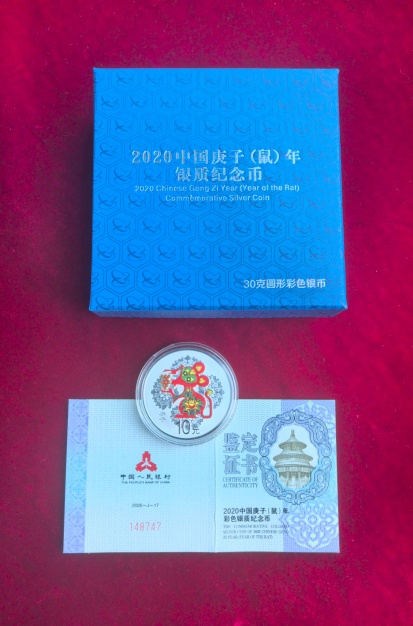 2020中国庚子(鼠)年
银质纪念币
2020 Chinese Geng Zi Year (Year of the Rat)
Commemorative Silver Coin
30克圆形彩色银币
10元
中国人民银行
THE PEOPLE'S BANK OF CHINA
148747
鉴定
证书
CERTIFICATE OF
AUTHENTICITY
2020中国庚子(鼠)年
彩色银质纪念币